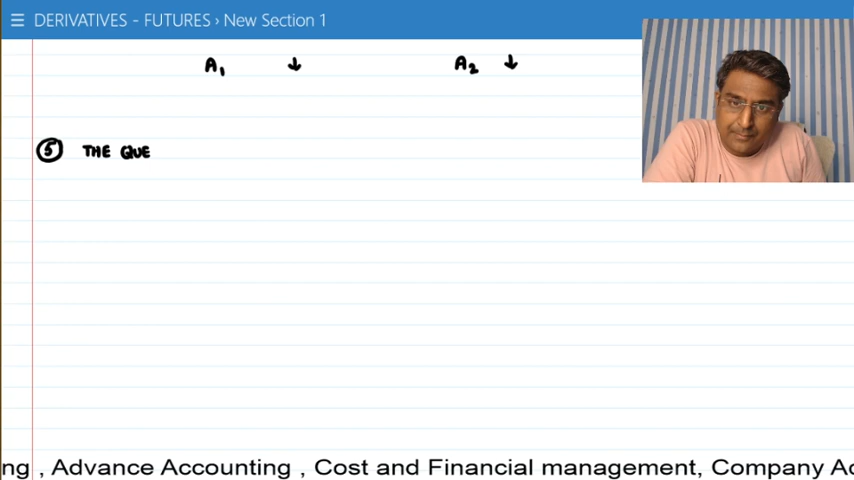 ☰ DERIVATIVES - FUTURES › New Section 1
A₁ ↓ A₂ ↓
⑤ THE QUE
ng , Advance Accounting , Cost and Financial management, Company Ac